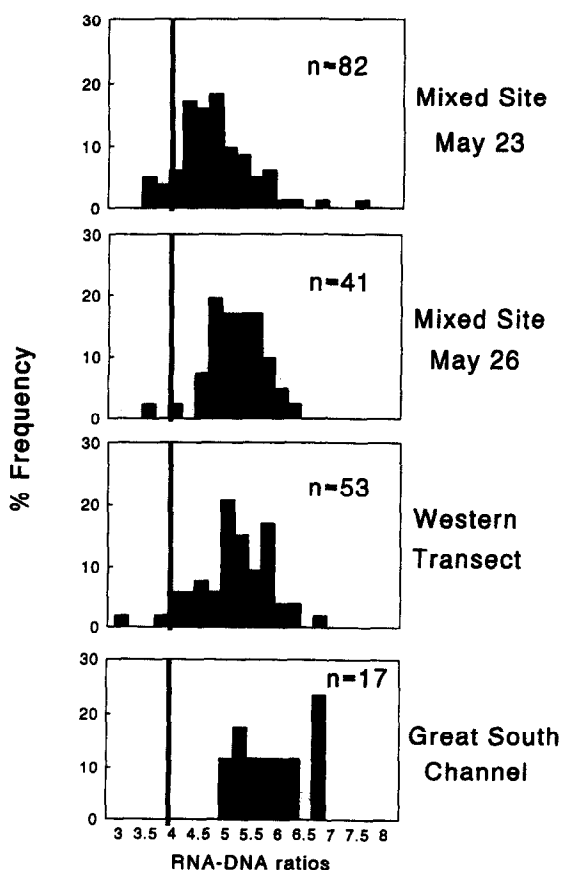 30
20
10
0
n=82
Mixed Site
May 23
30
20
10
0
n=41
Mixed Site
May 26
% Frequency
30
20
10
0
n=53
Western
Transect
30
20
10
0
n=17
Great South
Channel
3 3.5 4 4.5 5 5.5 6 6.5 7 7.5 8
RNA-DNA ratios